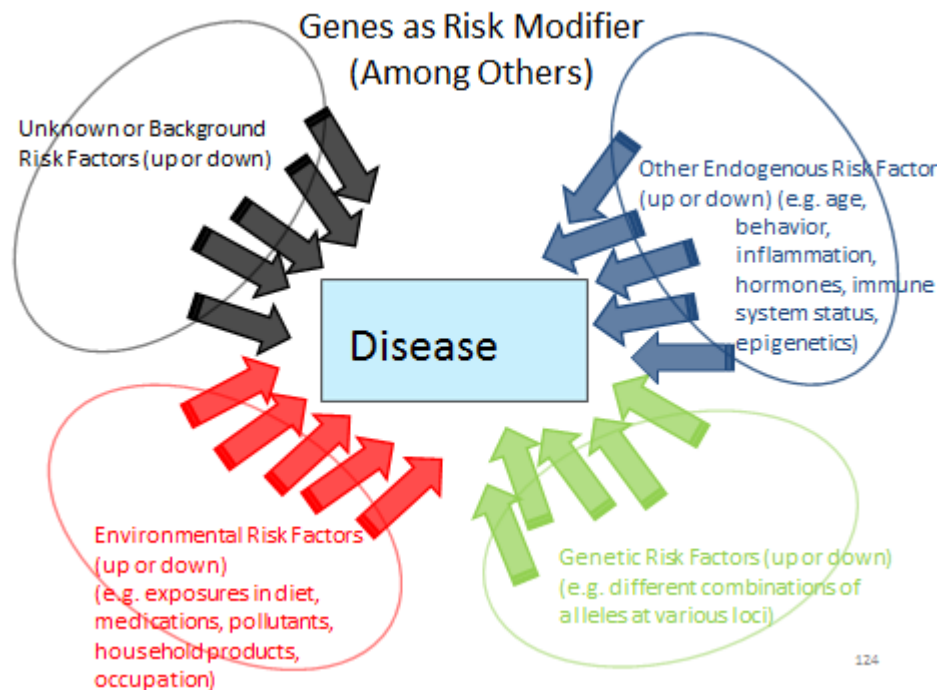 Genes as Risk Modifier
(Among Others)
Unknown or Background
Risk Factors (up or down)
Other Endogenous Risk Factor
(up or down) (e.g. age,
behavior,
inflammation,
hormones, immune
system status,
epigenetics)
Disease
Environmental Risk Factors
(up or down)
(e.g. exposures in diet,
medications, pollutants,
household products,
occupation)
Genetic Risk Factors (up or down)
(e.g. different combinations of
alleles at various loci)
124